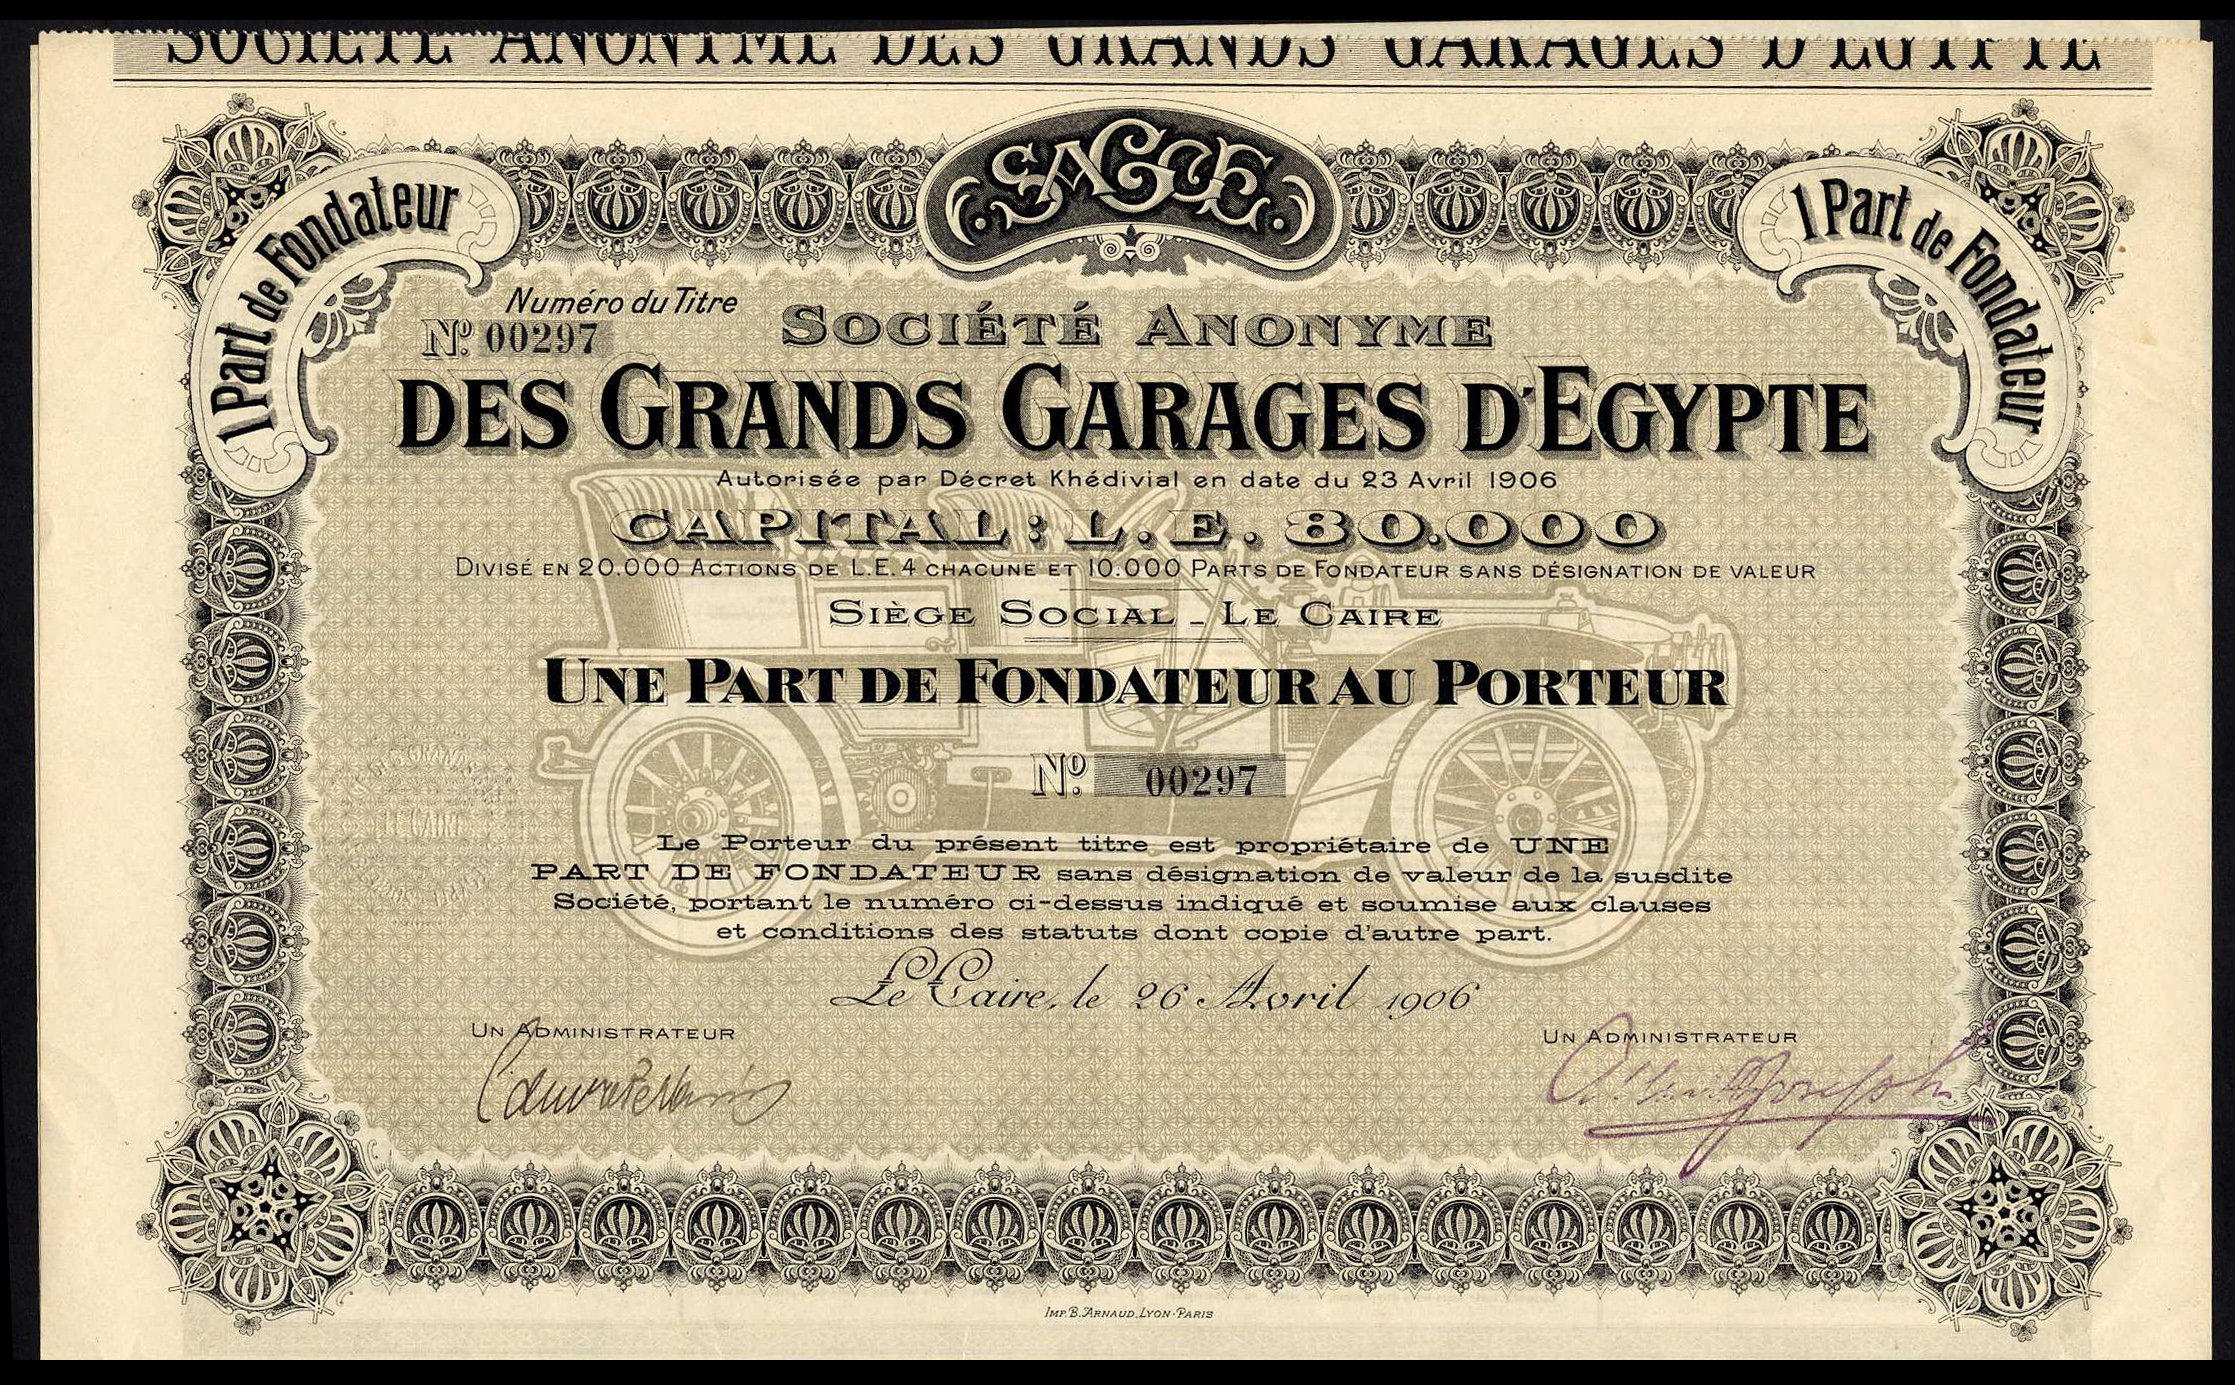 SOCIÉTÉ ANONYME DES GRANDS GARAGES D'EGYPTE
SAGDE
1 Part de Fondateur
1 Part de Fondateur
Numéro du Titre
Nº 00297
SOCIÉTÉ ANONYME
DES GRANDS GARAGES D'EGYPTE
Autorisée par Décret Khédivial en date du 23 Avril 1906
CAPITAL : L.E. 80.000
DIVISÉ EN 20.000 ACTIONS DE L.E. 4 CHACUNE ET 10.000 PARTS DE FONDATEUR SANS DÉSIGNATION DE VALEUR
SIÈGE SOCIAL - LE CAIRE
UNE PART DE FONDATEUR AU PORTEUR
Nº 00297
Le Porteur du présent titre est propriétaire de UNE
PART DE FONDATEUR sans désignation de valeur de la susdite
Société, portant le numéro ci-dessus indiqué et soumise aux clauses
et conditions des statuts dont copie d'autre part.
Le Caire, le 26 Avril 1906
UN ADMINISTRATEUR
UN ADMINISTRATEUR
LE CAIRE
IMP. B. ARNAUD, LYON-PARIS